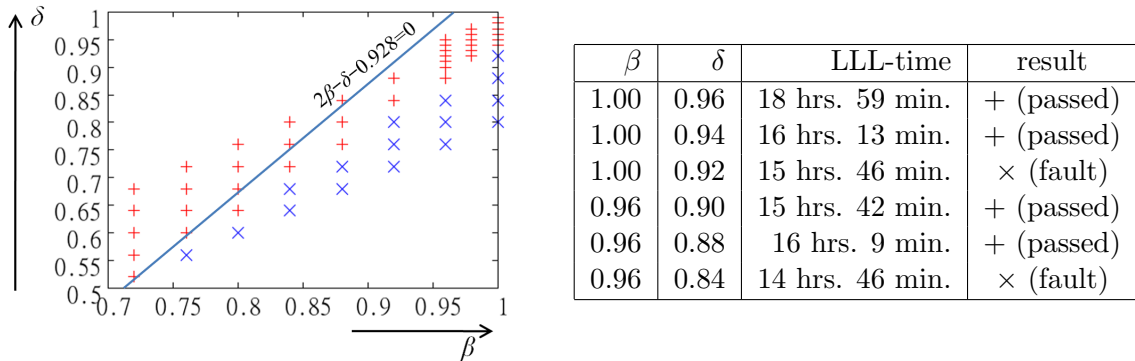 δ
1
0.95
0.9
0.85
0.8
0.75
0.7
0.65
0.6
0.55
0.5
2β-δ-0.928=0
0.7 0.75 0.8 0.85 0.9 0.95 1
β
β δ LLL-time result
1.00 0.96 18 hrs. 59 min. + (passed)
1.00 0.94 16 hrs. 13 min. + (passed)
1.00 0.92 15 hrs. 46 min. × (fault)
0.96 0.90 15 hrs. 42 min. + (passed)
0.96 0.88 16 hrs. 9 min. + (passed)
0.96 0.84 14 hrs. 46 min. × (fault)